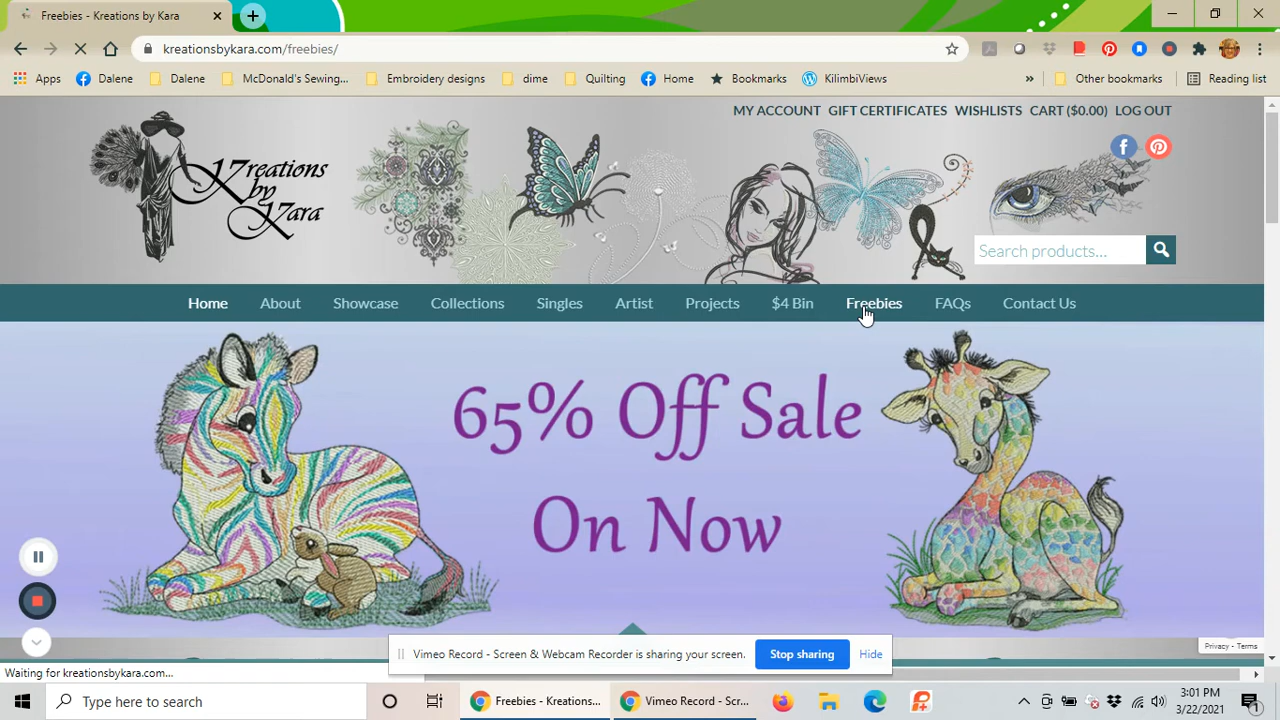 Freebies - Kreations by Kara
kreationsbykara.com/freebies/
Apps Dalene Dalene McDonald's Sewing... Embroidery designs dime Quilting Home Bookmarks KilimbiViews » Other bookmarks Reading list
MY ACCOUNT GIFT CERTIFICATES WISHLISTS CART ($0.00) LOG OUT
Kreations
by
Kara
Search products...
Home About Showcase Collections Singles Artist Projects $4 Bin Freebies FAQs Contact Us
65% Off Sale
On Now
Privacy - Terms
Vimeo Record - Screen & Webcam Recorder is sharing your screen. Stop sharing Hide
Waiting for kreationsbykara.com...
Type here to search
Freebies - Kreations...
Vimeo Record - Scr...
3:01 PM
3/22/2021